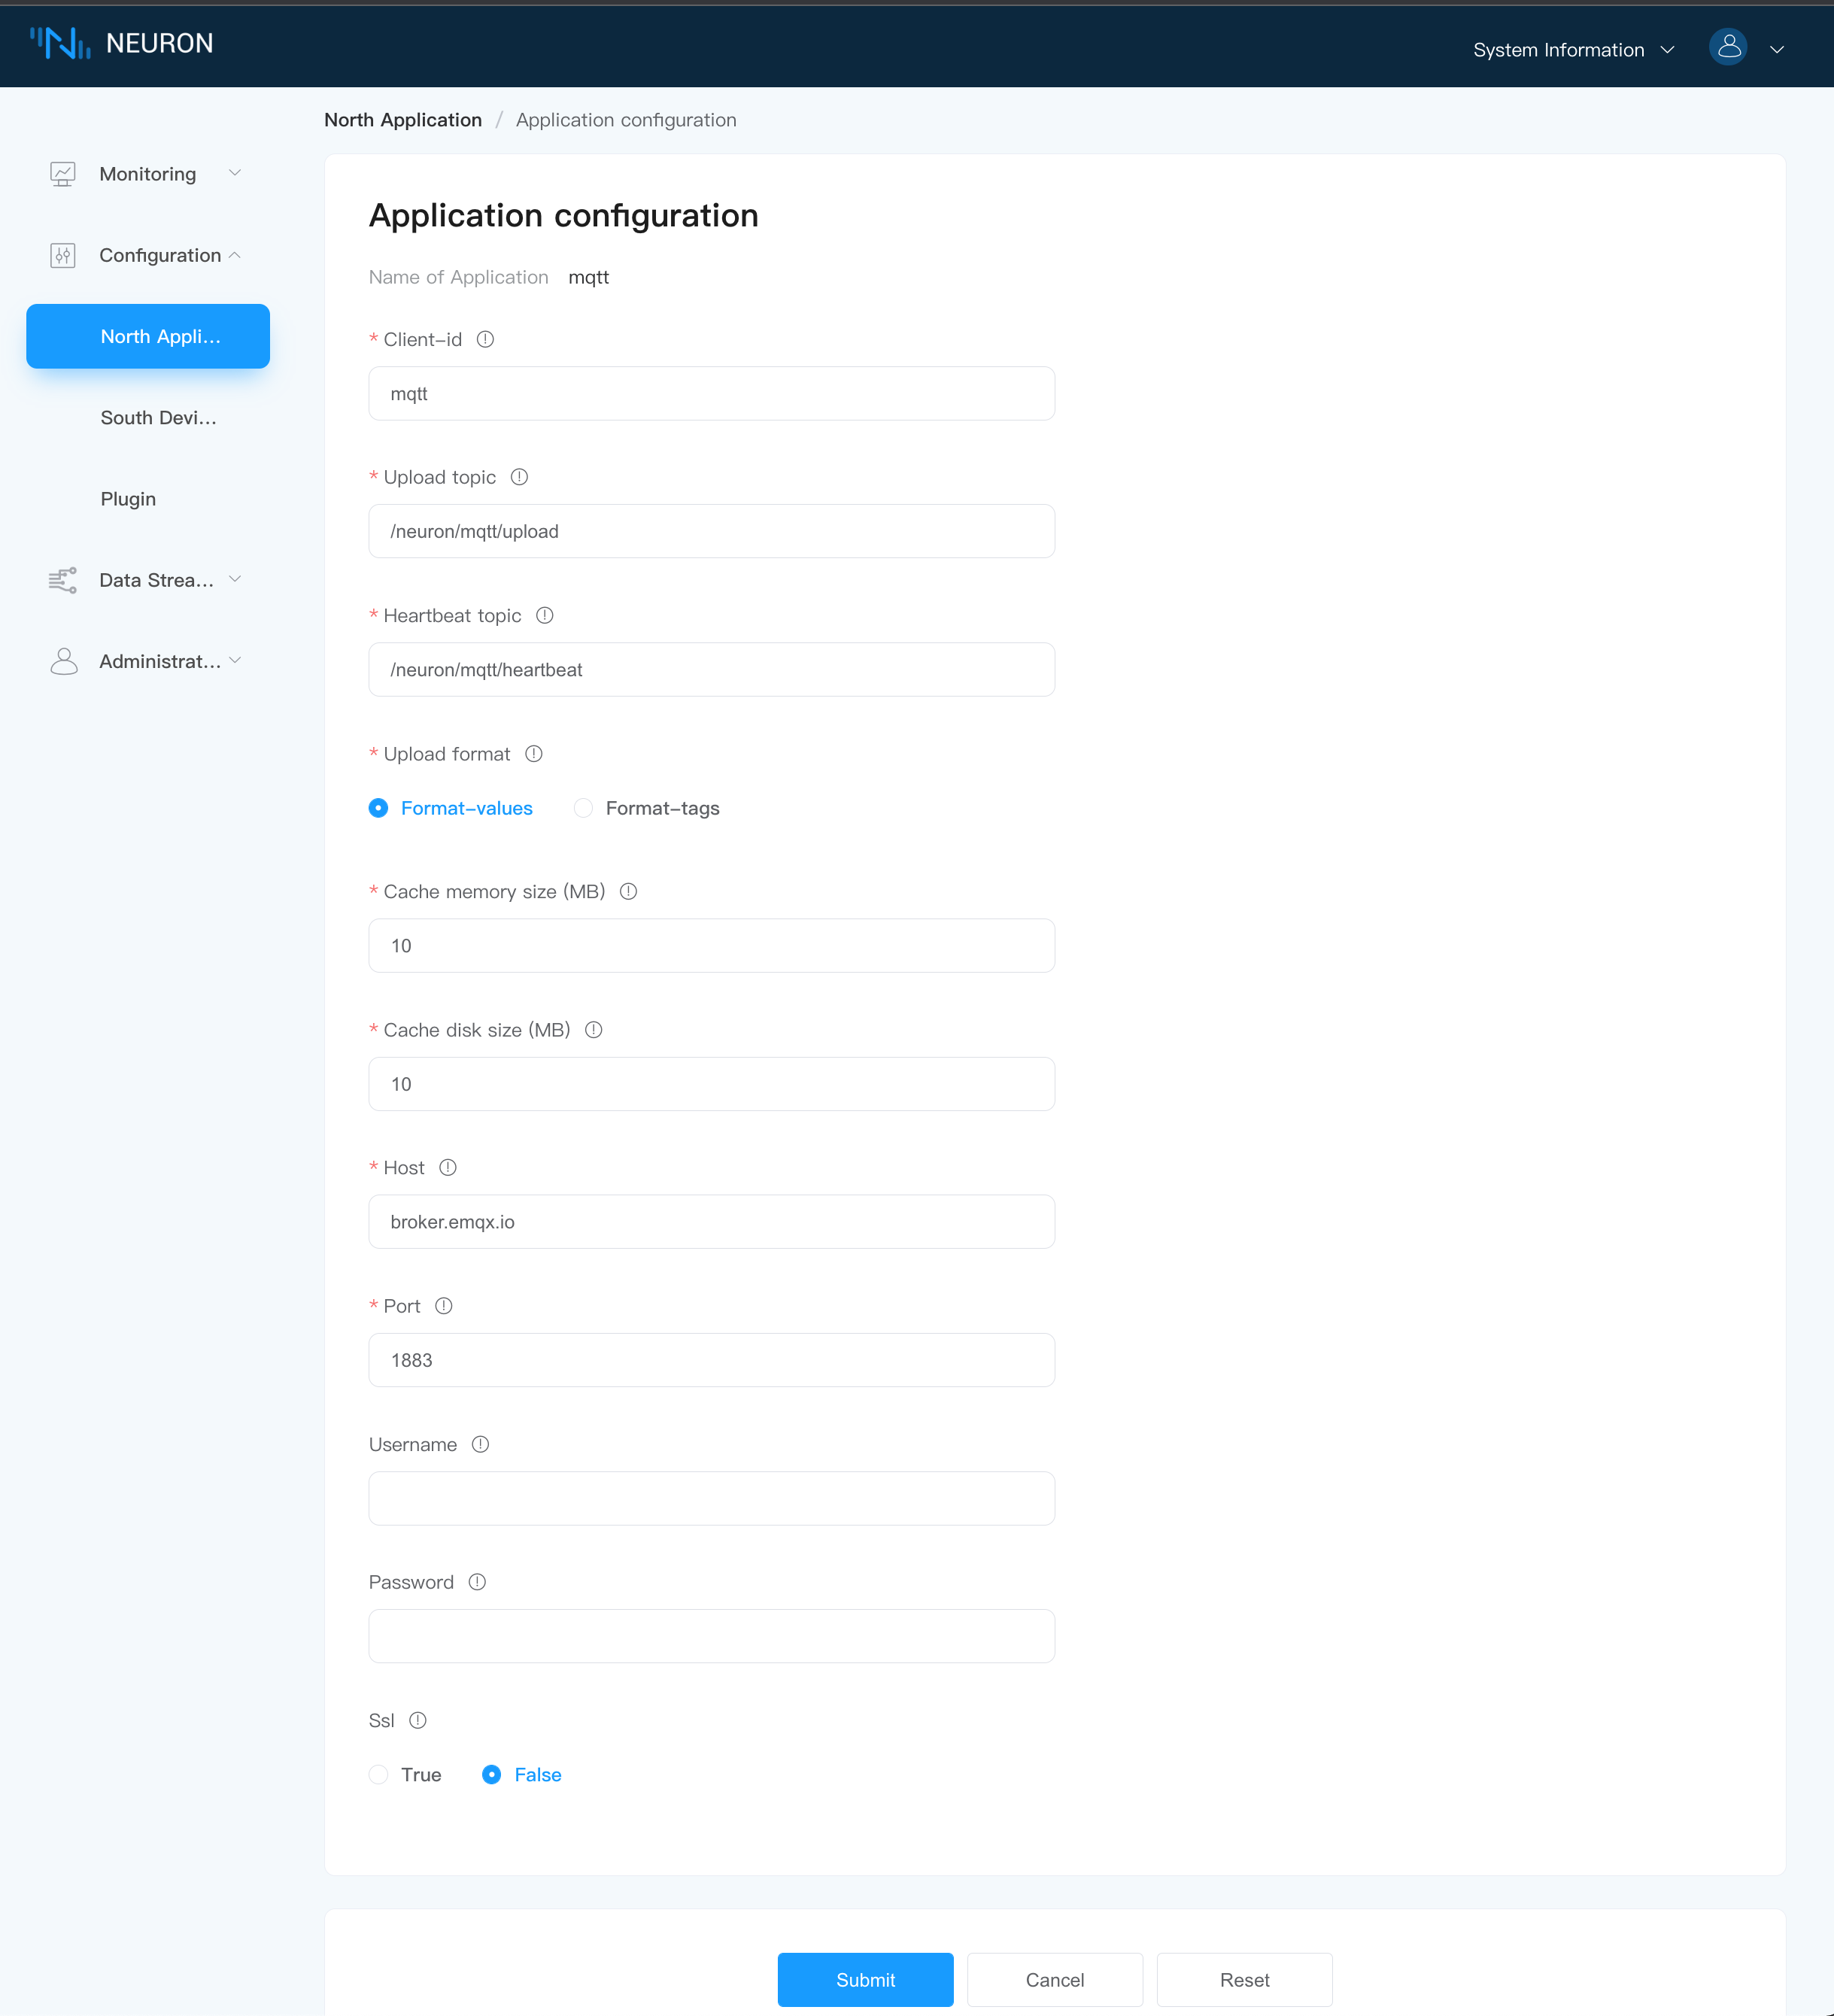 NEURON
System Information
North Application / Application configuration
Monitoring
Configuration
North Appli...
South Devi...
Plugin
Data Strea...
Administrat...
Application configuration
Name of Application mqtt
* Client-id
mqtt
* Upload topic
/neuron/mqtt/upload
* Heartbeat topic
/neuron/mqtt/heartbeat
* Upload format
Format-values Format-tags
* Cache memory size (MB)
10
* Cache disk size (MB)
10
* Host
broker.emqx.io
* Port
1883
Username
Password
Ssl
True False
Submit Cancel Reset